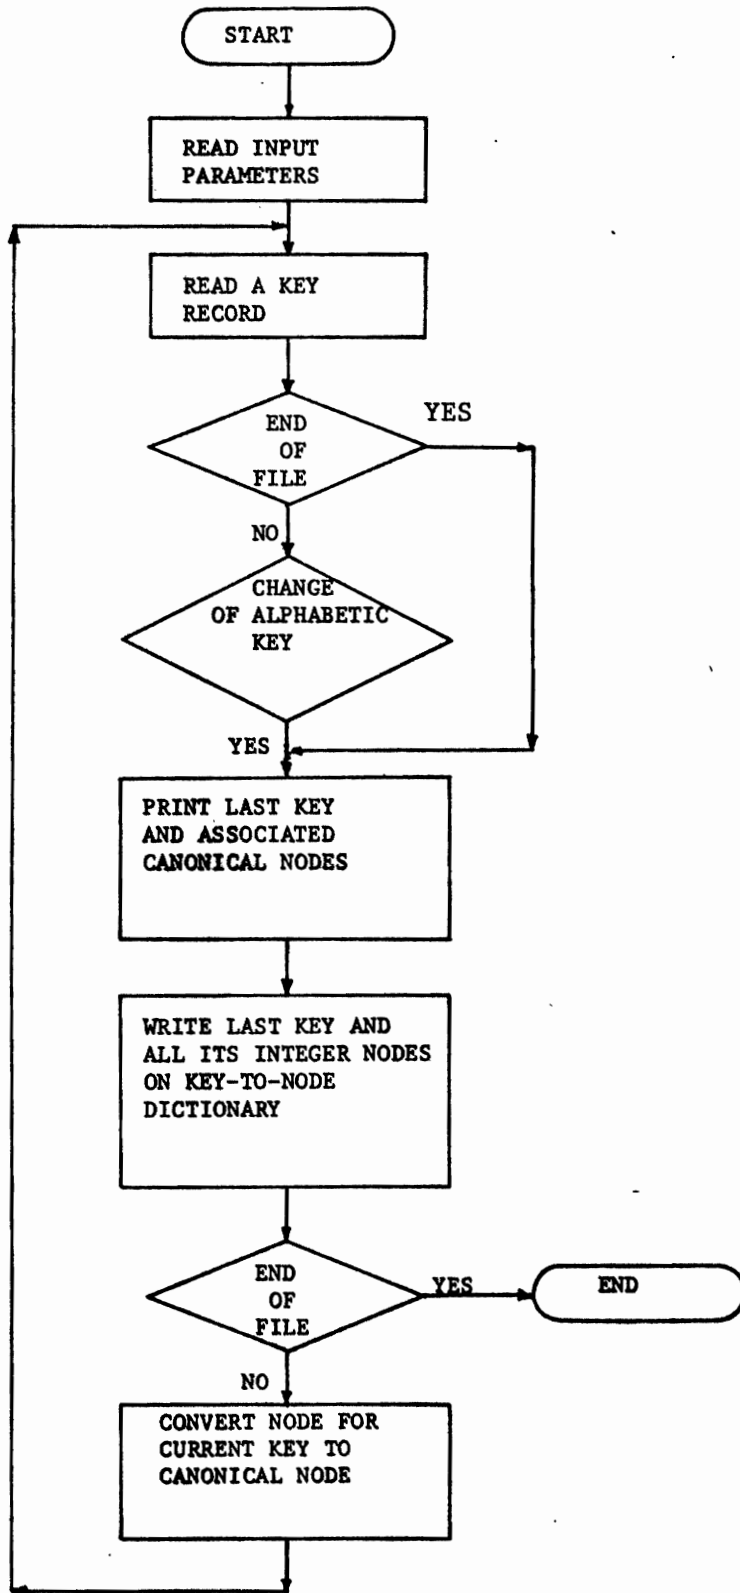 START
READ INPUT
PARAMETERS
READ A KEY
RECORD
END
OF
FILE
YES
NO
CHANGE
OF ALPHABETIC
KEY
YES
PRINT LAST KEY
AND ASSOCIATED
CANONICAL NODES
WRITE LAST KEY AND
ALL ITS INTEGER NODES
ON KEY-TO-NODE
DICTIONARY
END
OF
FILE
YES
END
NO
CONVERT NODE FOR
CURRENT KEY TO
CANONICAL NODE